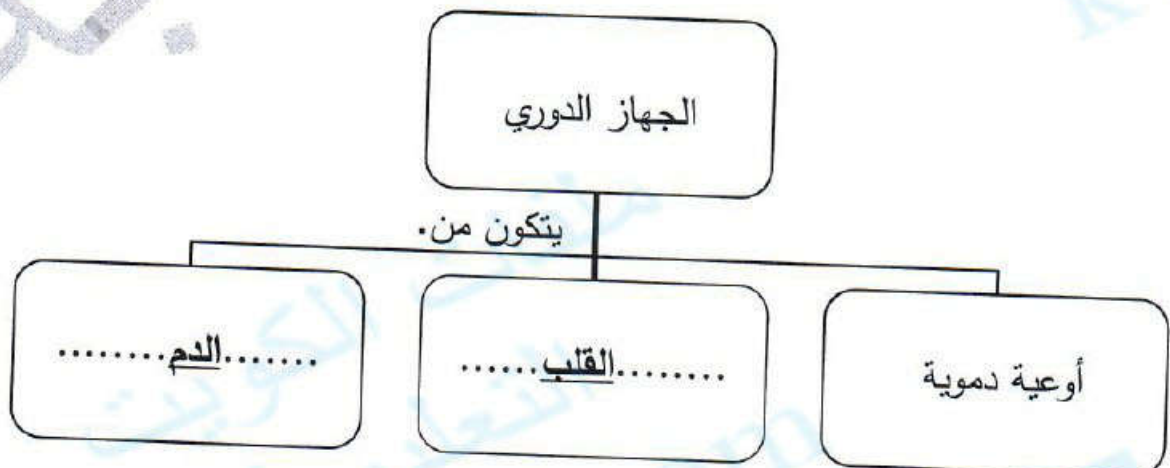 الجهاز الدوري
يتكون من.
أوعية دموية
........القلب......
.......الدم.........